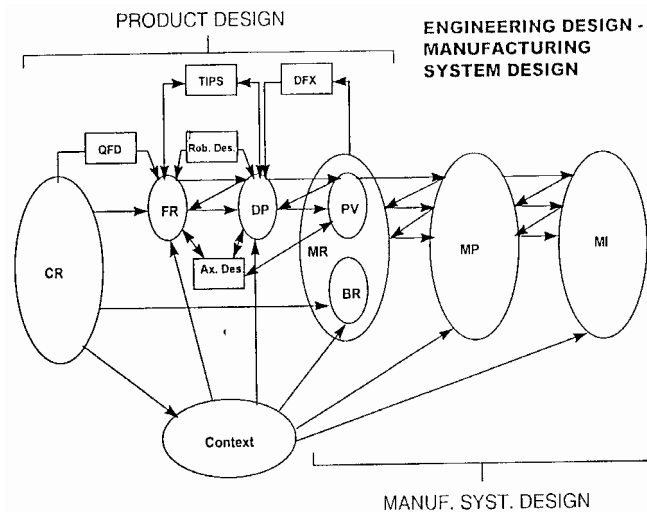 PRODUCT DESIGN
ENGINEERING DESIGN -
MANUFACTURING
SYSTEM DESIGN
TIPS
DFX
QFD
Rob. Des.
FR
DP
PV
CR
Ax. Des.
MR
BR
MP
MI
Context
MANUF. SYST. DESIGN